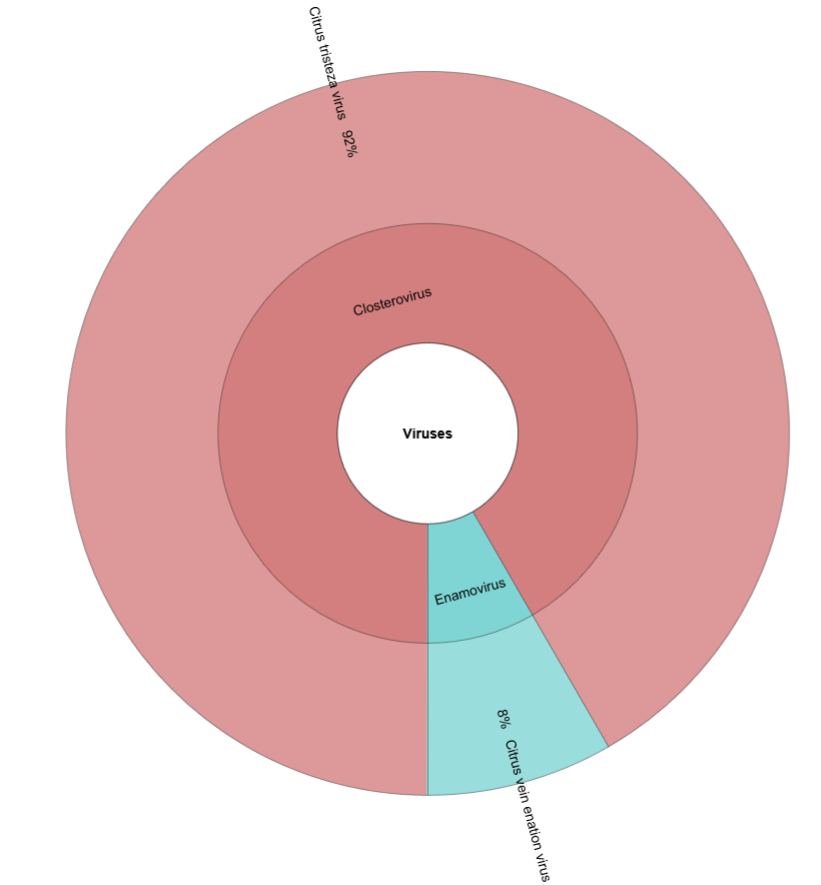 Citrus tristeza virus 92%
Closterovirus
Viruses
Enamovirus
8% Citrus vein enation virus